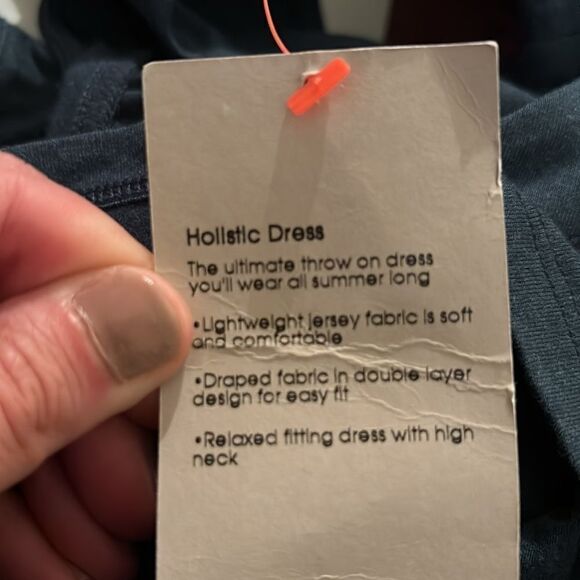 Holistic Dress
The ultimate throw on dress
you'll wear all summer long
•Lightweight jersey fabric is soft
and comfortable
•Draped fabric in double layer
design for easy fit
•Relaxed fitting dress with high
neck